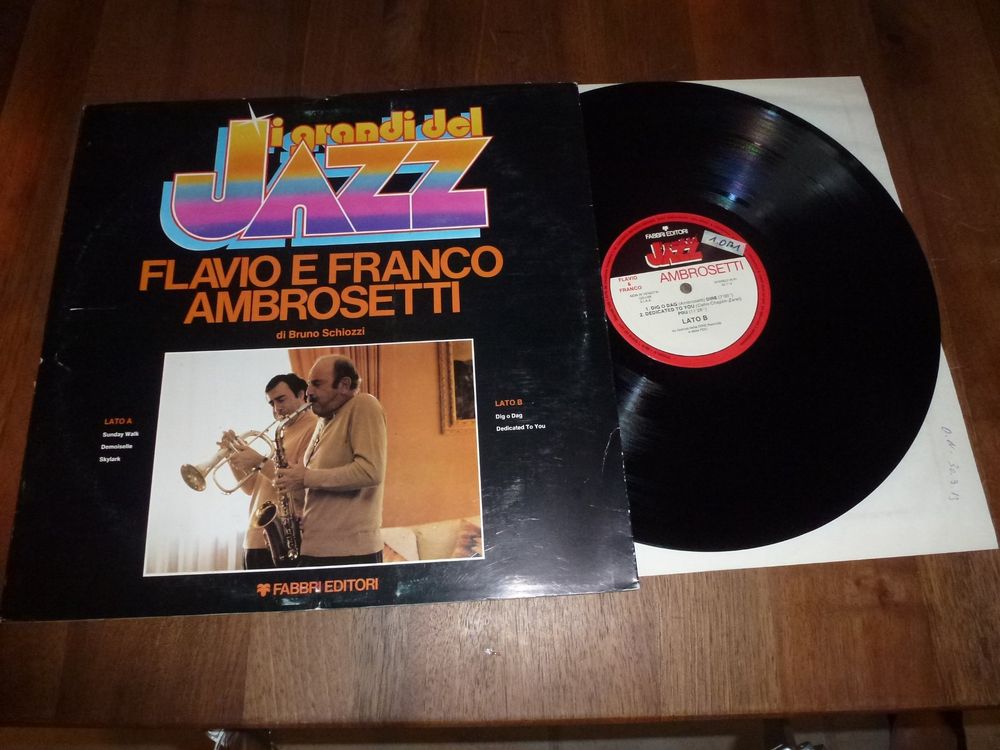 i grandi del
JAZZ
FLAVIO E FRANCO
AMBROSETTI
di Bruno Schiozzi
LATO A
Sunday Walk
Demoiselle
Skylark
LATO B
Dig o Dag
Dedicated To You
FABBRI EDITORI
FABBRI EDITORI
JAZZ
FLAVIO
&
FRANCO
AMBROSETTI
1. DIG O DAG (Ambrosetti)
2. DEDICATED TO YOU
LATO B